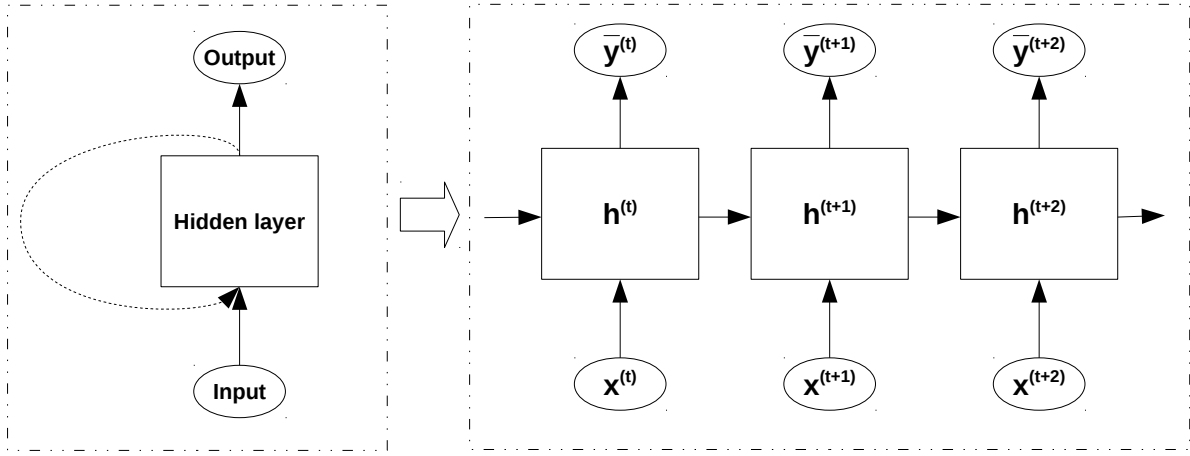 Output
Hidden layer
Input
y̅⁽ᵗ⁾ y̅⁽ᵗ⁺¹⁾ y̅⁽ᵗ⁺²⁾
h⁽ᵗ⁾ h⁽ᵗ⁺¹⁾ h⁽ᵗ⁺²⁾
x⁽ᵗ⁾ x⁽ᵗ⁺¹⁾ x⁽ᵗ⁺²⁾